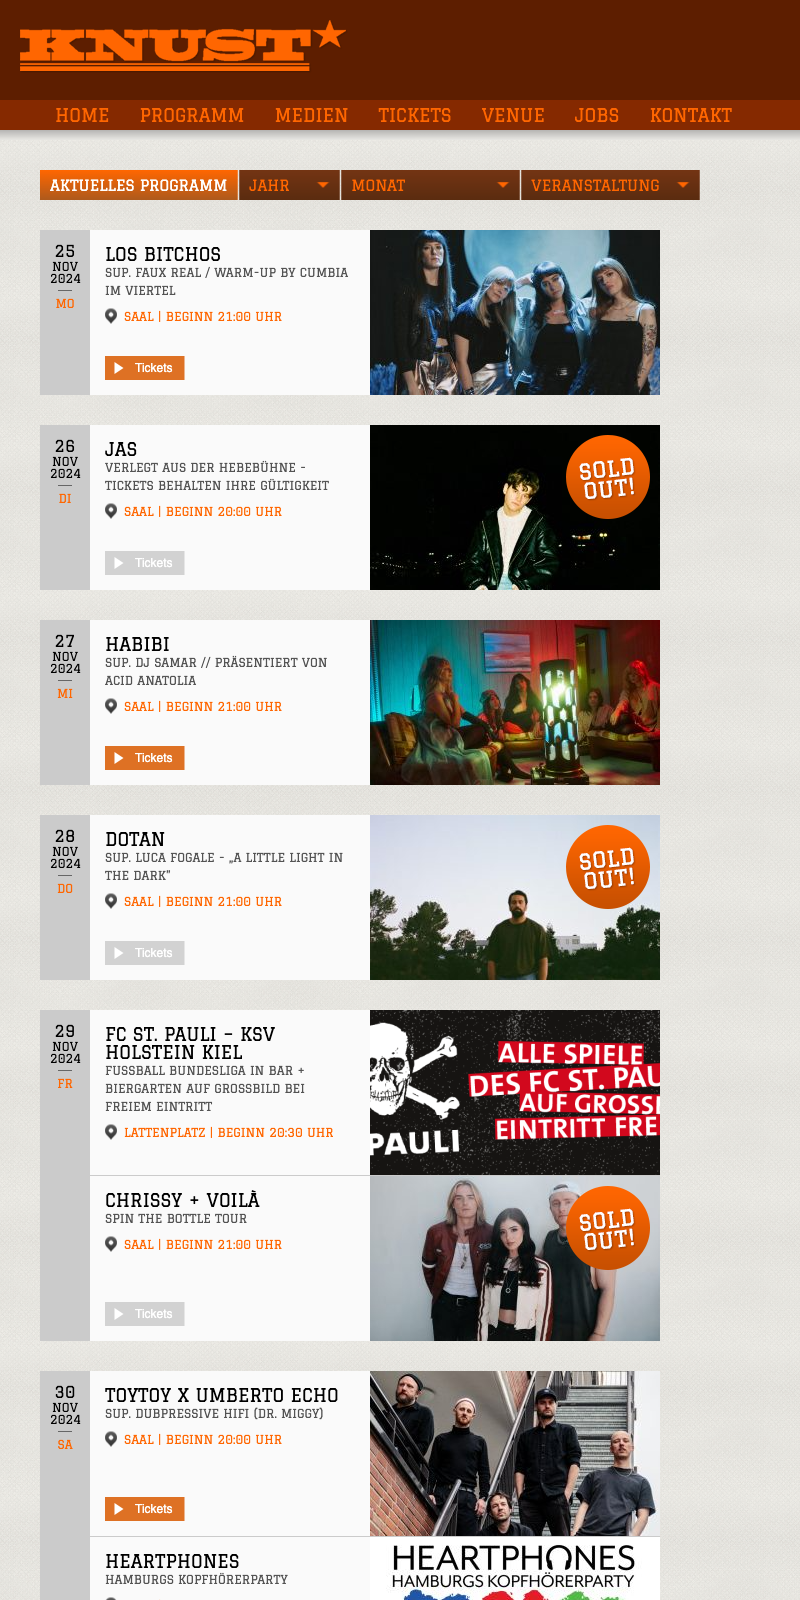 KNUST
HOME PROGRAMM MEDIEN TICKETS VENUE JOBS KONTAKT
AKTUELLES PROGRAMM JAHR MONAT VERANSTALTUNG
25
NOV
2024
MO
LOS BITCHOS
SUP. FAUX REAL / WARM-UP BY CUMBIA
IM VIERTEL
SAAL | BEGINN 21:00 UHR
Tickets
26
NOV
2024
DI
JAS
VERLEGT AUS DER HEBEBÜHNE -
TICKETS BEHALTEN IHRE GÜLTIGKEIT
SAAL | BEGINN 20:00 UHR
Tickets
SOLD
OUT!
27
NOV
2024
MI
HABIBI
SUP. DJ SAMAR // PRÄSENTIERT VON
ACID ANATOLIA
SAAL | BEGINN 21:00 UHR
Tickets
28
NOV
2024
DO
DOTAN
SUP. LUCA FOGALE - „A LITTLE LIGHT IN
THE DARK"
SAAL | BEGINN 21:00 UHR
Tickets
SOLD
OUT!
29
NOV
2024
FR
FC ST. PAULI – KSV
HOLSTEIN KIEL
FUSSBALL BUNDESLIGA IN BAR +
BIERGARTEN AUF GROSSBILD BEI
FREIEM EINTRITT
LATTENPLATZ | BEGINN 20:30 UHR
PAULI
ALLE SPIELE
DES FC ST. PAU
AUF GROSS
EINTRITT FRE
CHRISSY + VOILÀ
SPIN THE BOTTLE TOUR
SAAL | BEGINN 21:00 UHR
Tickets
SOLD
OUT!
30
NOV
2024
SA
TOYTOY X UMBERTO ECHO
SUP. DUBPRESSIVE HIFI (DR. MIGGY)
SAAL | BEGINN 20:00 UHR
Tickets
HEARTPHONES
HAMBURGS KOPFHÖRERPARTY
HEARTPHONES
HAMBURGS KOPFHÖRERPARTY